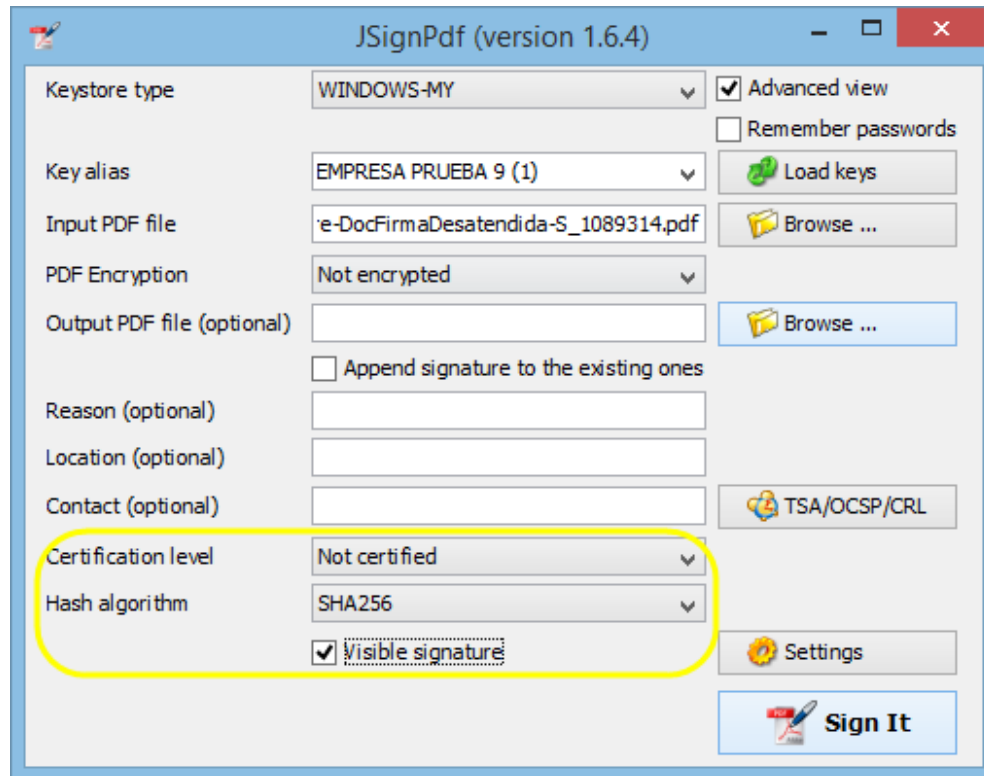 JSignPdf (version 1.6.4)
Keystore type WINDOWS-MY Advanced view
Remember passwords
Key alias EMPRESA PRUEBA 9 (1) Load keys
Input PDF file e-DocFirmaDesatendida-S_1089314.pdf Browse ...
PDF Encryption Not encrypted
Output PDF file (optional) Browse ...
Append signature to the existing ones
Reason (optional)
Location (optional)
Contact (optional) TSA/OCSP/CRL
Certification level Not certified
Hash algorithm SHA256
Visible signature Settings
Sign It